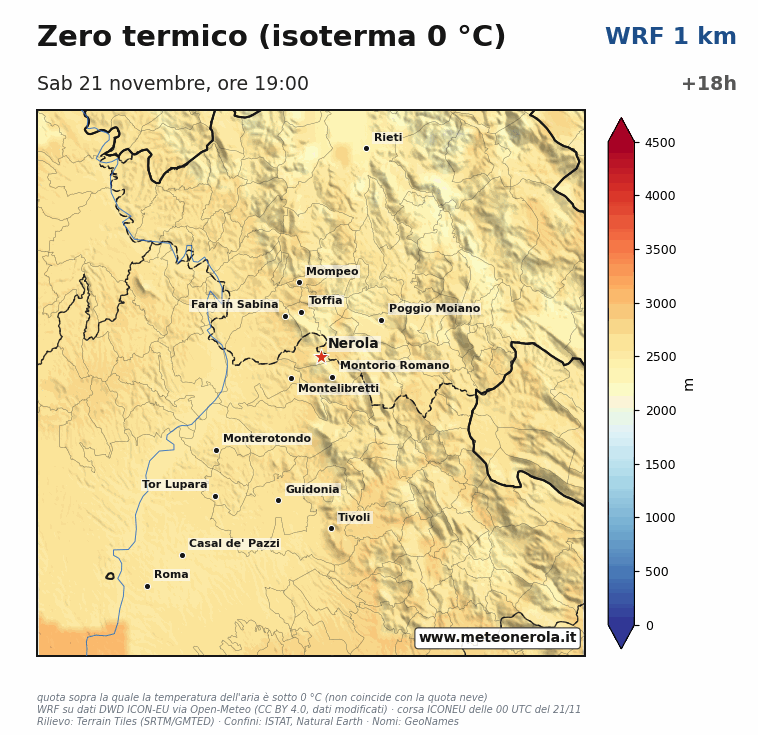 Zero termico (isoterma 0 °C)
WRF 1 km
Sab 21 novembre, ore 19:00
+18h
Rieti
Mompeo
Toffia
Fara in Sabina
Poggio Moiano
Nerola
Montorio Romano
Montelibretti
Monterotondo
Tor Lupara
Guidonia
Tivoli
Casal de' Pazzi
Roma
www.meteonerola.it
4500
4000
3500
3000
2500
2000
1500
1000
500
0
m
quota sopra la quale la temperatura dell'aria è sotto 0 °C (non coincide con la quota neve)
WRF su dati DWD ICON-EU via Open-Meteo (CC BY 4.0, dati modificati) · corsa ICONEU delle 00 UTC del 21/11
Rilievo: Terrain Tiles (SRTM/GMTED) · Confini: ISTAT, Natural Earth · Nomi: GeoNames